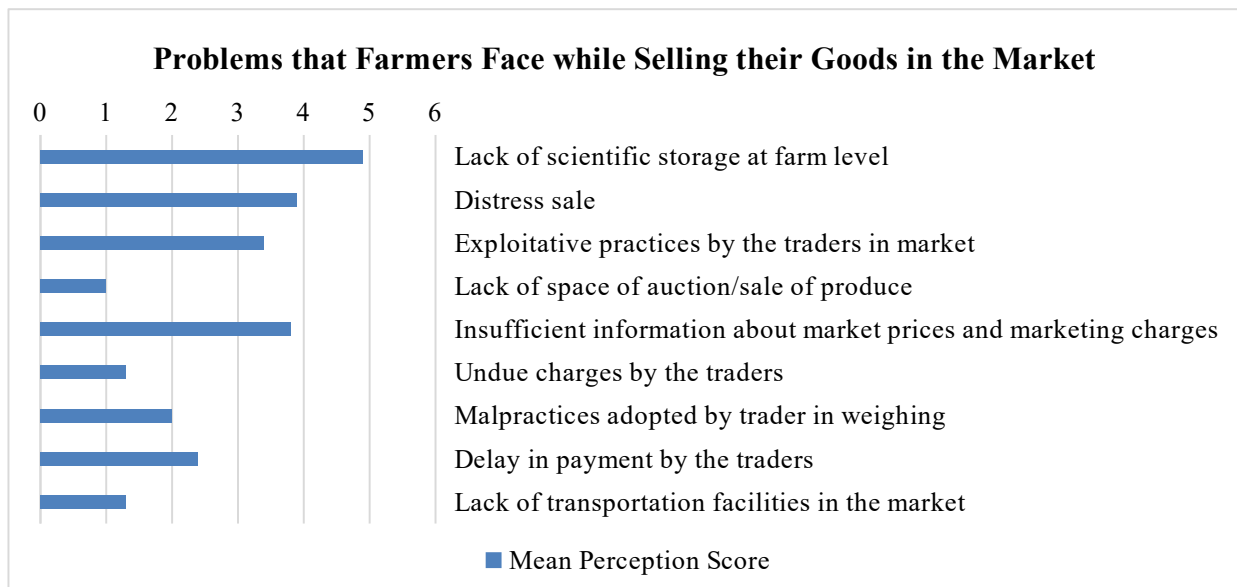 Problems that Farmers Face while Selling their Goods in the Market
0 1 2 3 4 5 6
Lack of scientific storage at farm level
Distress sale
Exploitative practices by the traders in market
Lack of space of auction/sale of produce
Insufficient information about market prices and marketing charges
Undue charges by the traders
Malpractices adopted by trader in weighing
Delay in payment by the traders
Lack of transportation facilities in the market
Mean Perception Score